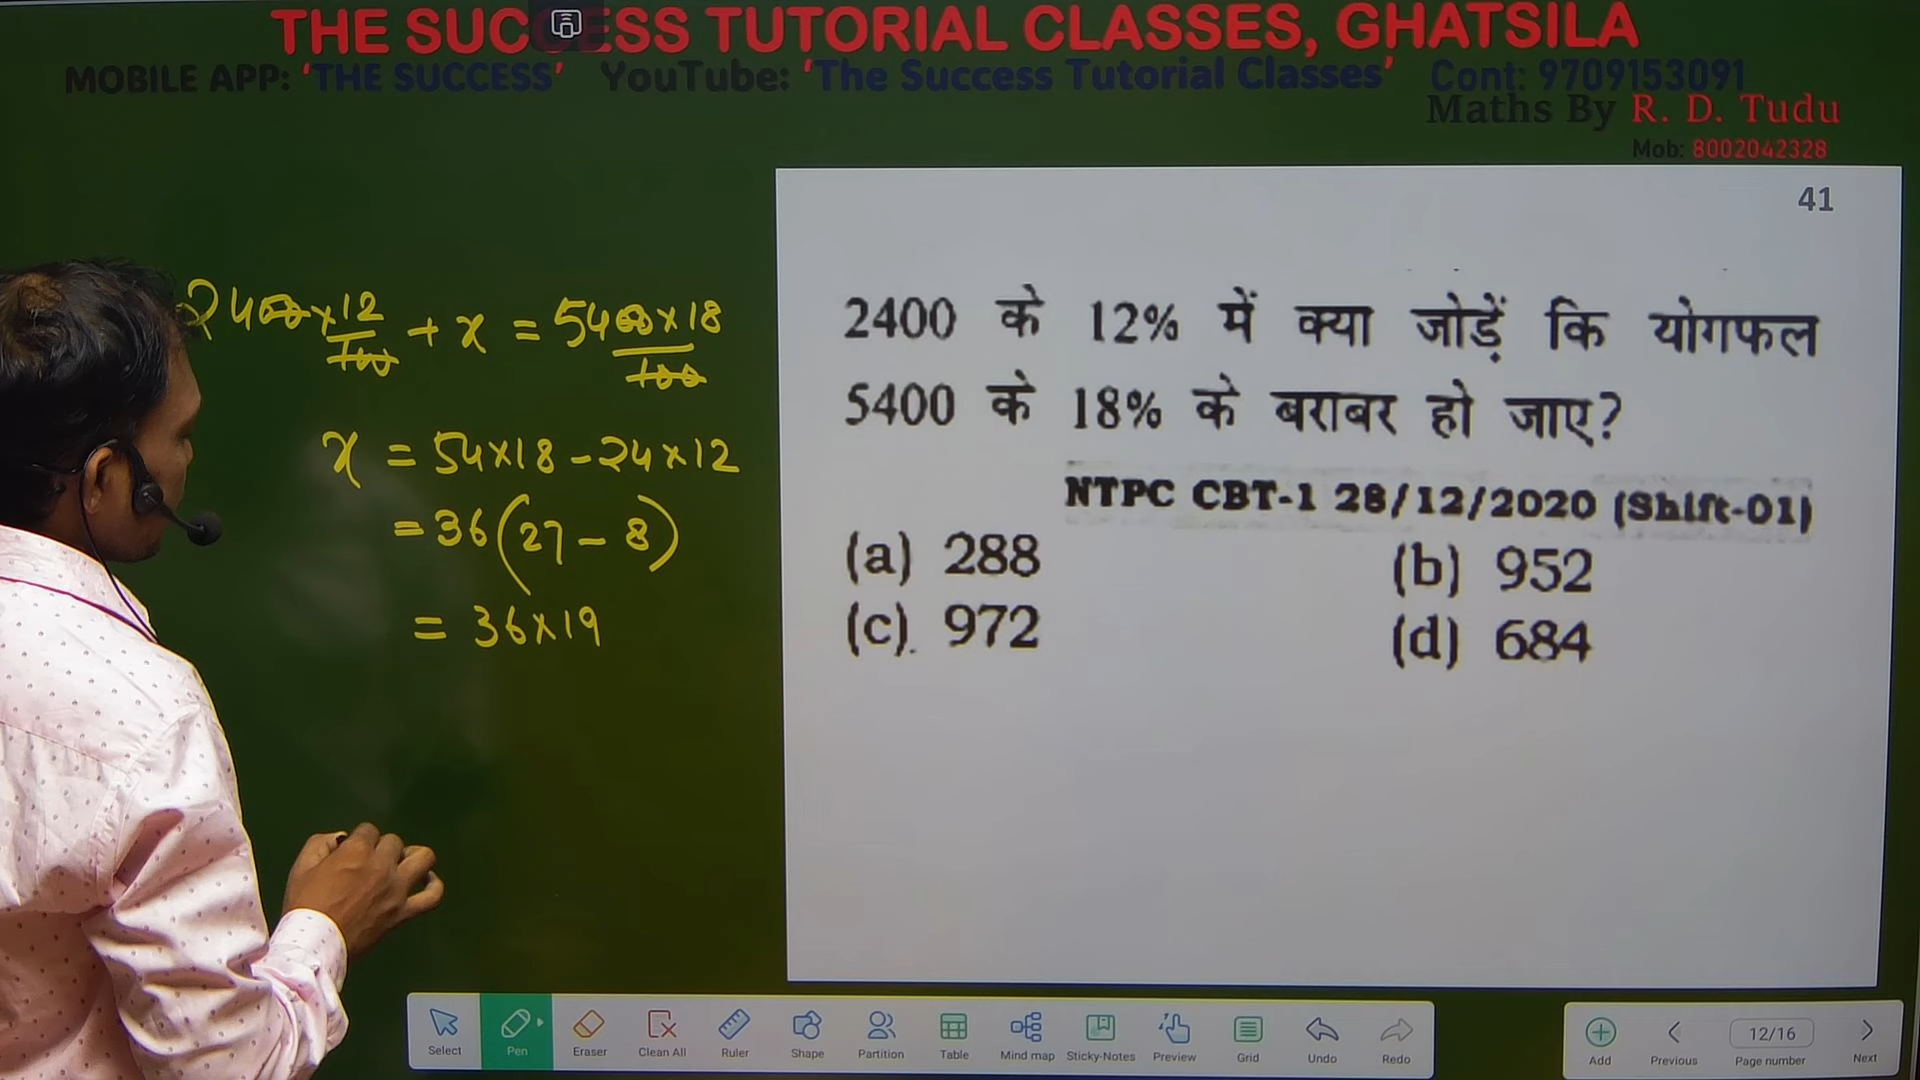 THE SUCCESS TUTORIAL CLASSES, GHATSILA
MOBILE APP: 'THE SUCCESS' YouTube: 'The Success Tutorial Classes' Cont: 9709153091
Maths By R. D. Tudu
Mob: 8002042328
41
2400 के 12% में क्या जोड़ें कि योगफल
5400 के 18% के बराबर हो जाए?
NTPC CBT-1 28/12/2020 (Shift-01)
(a) 288 (b) 952
(c). 972 (d) 684
2400×12/100 + x = 5400×18/100
x = 54×18 - 24×12
= 36(27 - 8)
= 36×19
Select Pen Eraser Clean All Ruler Shape Partition Table Mind map Sticky-Notes Preview Grid Undo Redo
12/16
Add Previous Page number Next